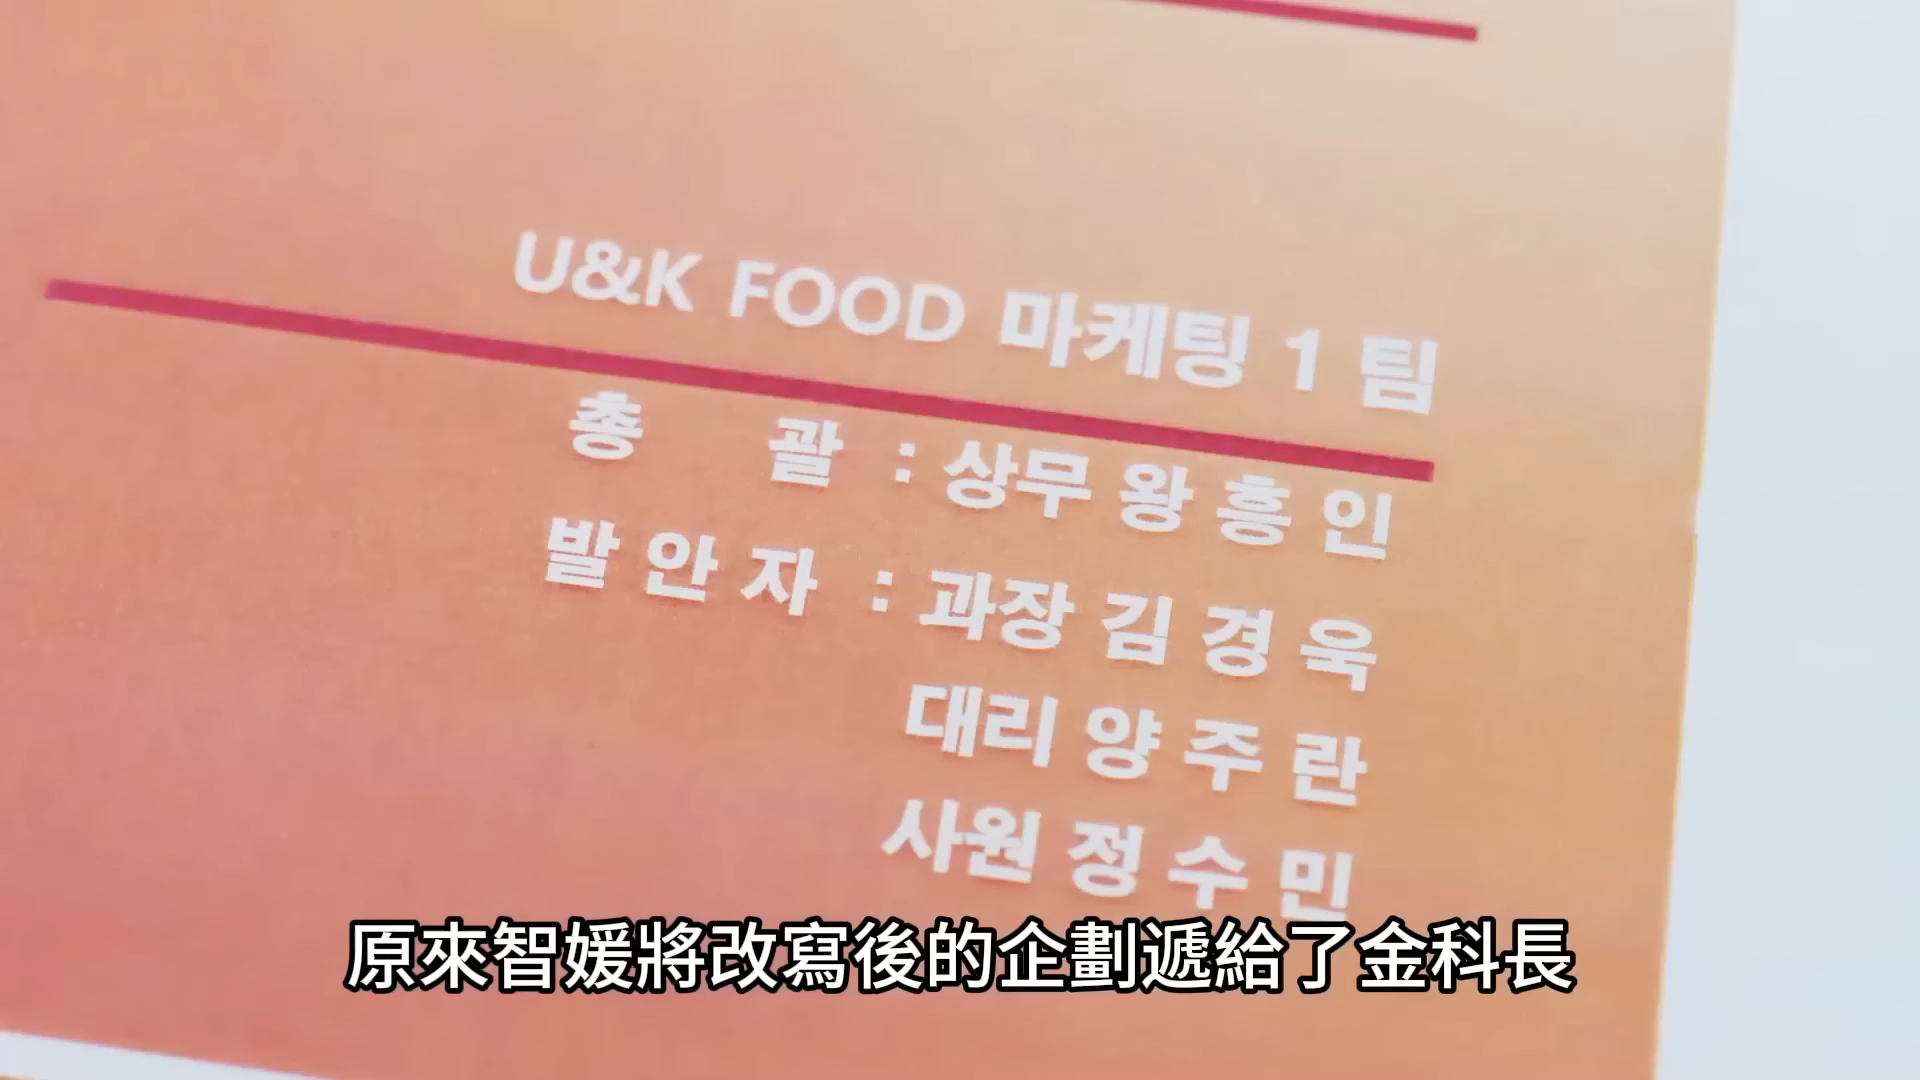 U&K FOOD 마케팅 1 팀
총 괄 : 상무 왕 흥 인
발 안 자 : 과장 김 경 욱
대리 양 주 란
사원 정 수 민
原來智媛將改寫後的企劃遞給了金科長